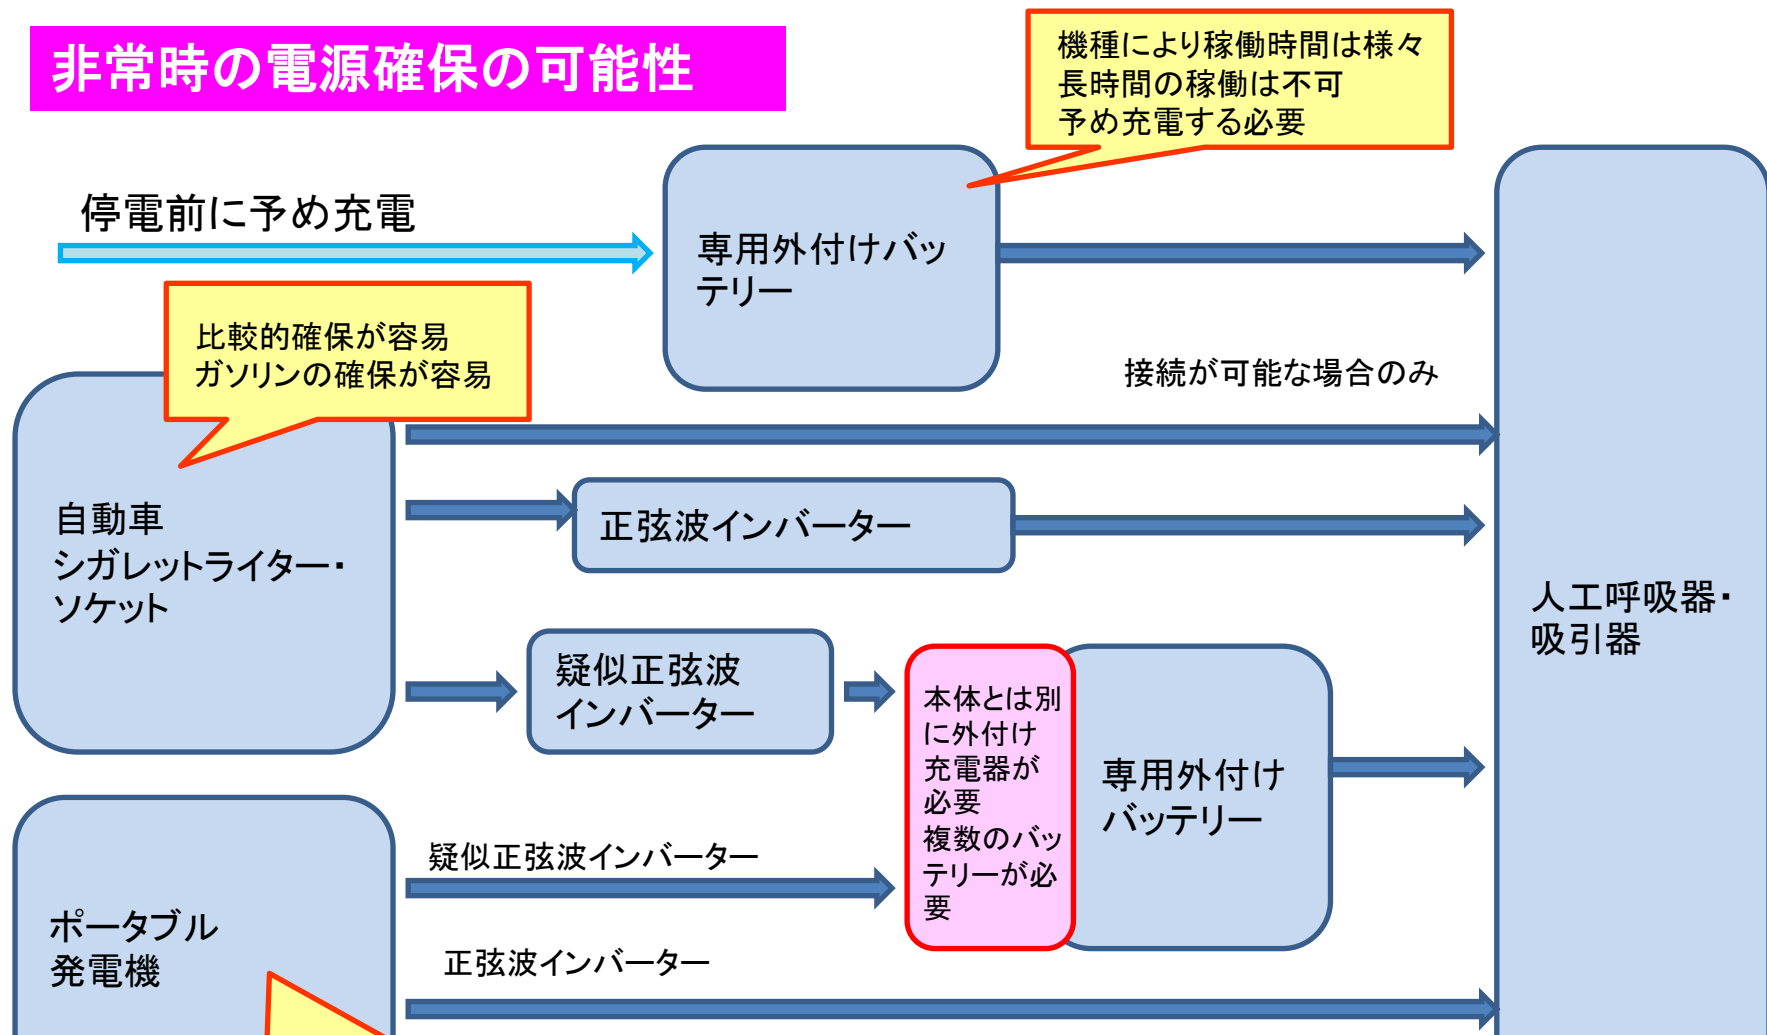 非常時の電源確保の可能性
機種により稼働時間は様々
長時間の稼働は不可
予め充電する必要
停電前に予め充電
専用外付けバッ
テリー
比較的確保が容易
ガソリンの確保が容易
接続が可能な場合のみ
自動車
シガレットライター・
ソケット
正弦波インバーター
人工呼吸器・
吸引器
疑似正弦波
インバーター
本体とは別
に外付け
充電器が
必要
複数のバッ
テリーが必
要
専用外付け
バッテリー
疑似正弦波インバーター
ポータブル
発電機
正弦波インバーター